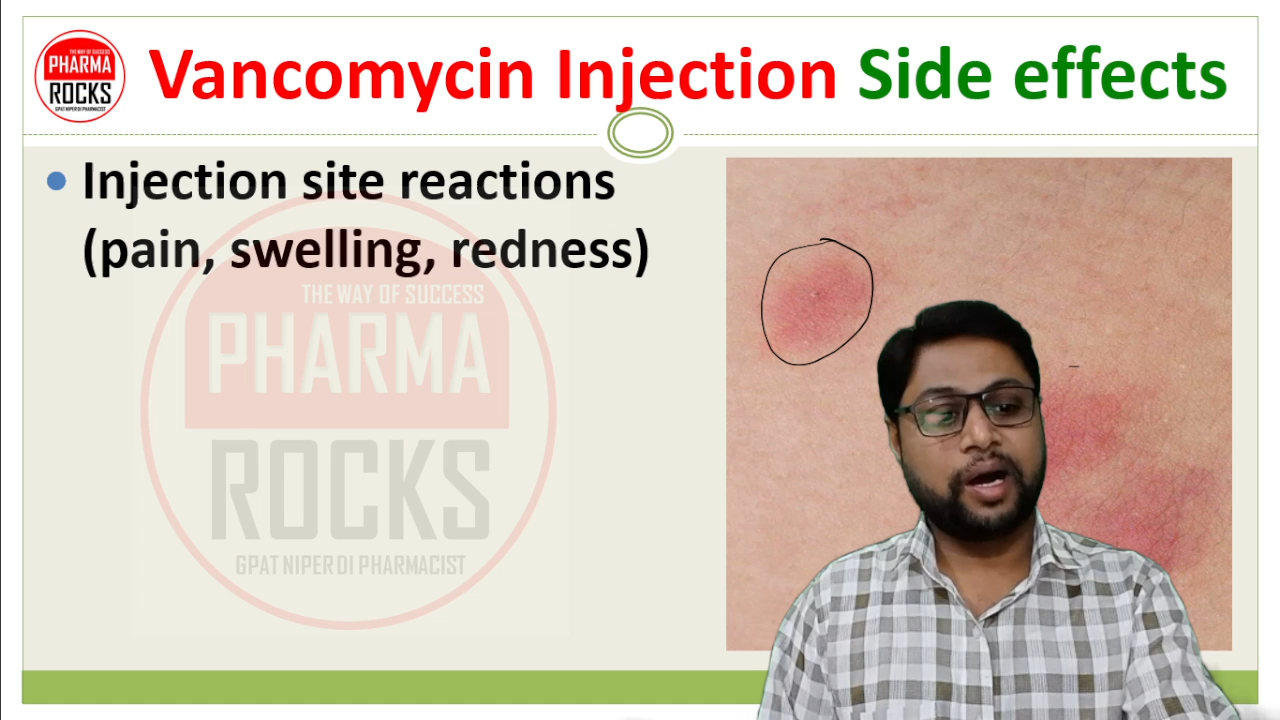 THE WAY OF SUCCESS
PHARMA
ROCKS
GPAT NIPER DI PHARMACIST
Vancomycin Injection Side effects
• Injection site reactions
(pain, swelling, redness)
THE WAY OF SUCCESS
PHARMA
ROCKS
GPAT NIPER DI PHARMACIST